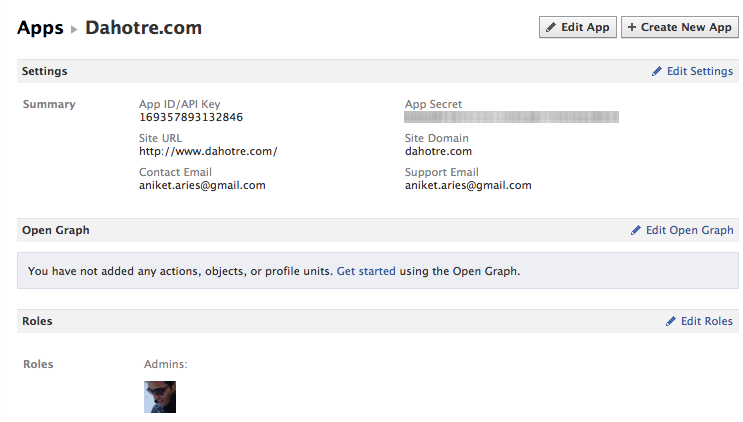 Apps ▸ Dahotre.com
Edit App
+ Create New App
Settings
Edit Settings
Summary
App ID/API Key
169357893132846
App Secret
Site URL
http://www.dahotre.com/
Site Domain
dahotre.com
Contact Email
aniket.aries@gmail.com
Support Email
aniket.aries@gmail.com
Open Graph
Edit Open Graph
You have not added any actions, objects, or profile units. Get started using the Open Graph.
Roles
Edit Roles
Roles
Admins: